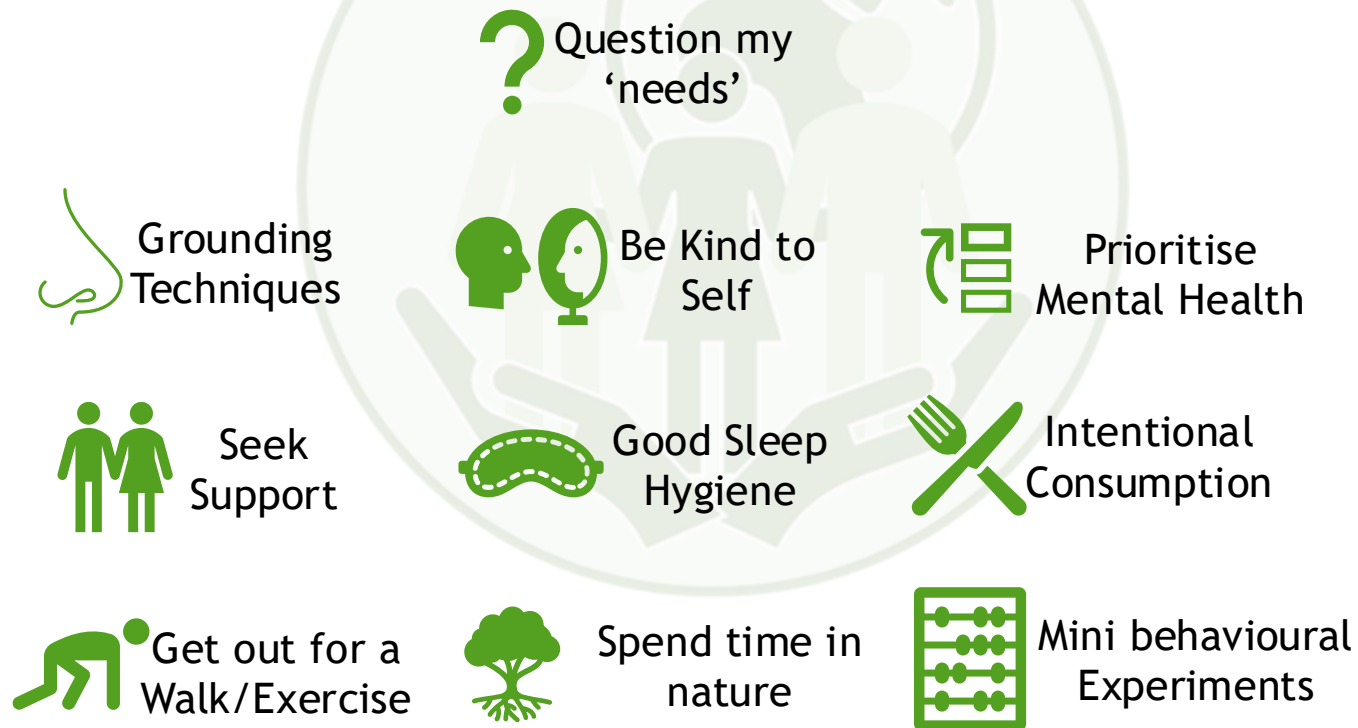 Question my
‘needs’
Grounding
Techniques
Be Kind to
Self
Prioritise
Mental Health
Seek
Support
Good Sleep
Hygiene
Intentional
Consumption
Get out for a
Walk/Exercise
Spend time in
nature
Mini behavioural
Experiments